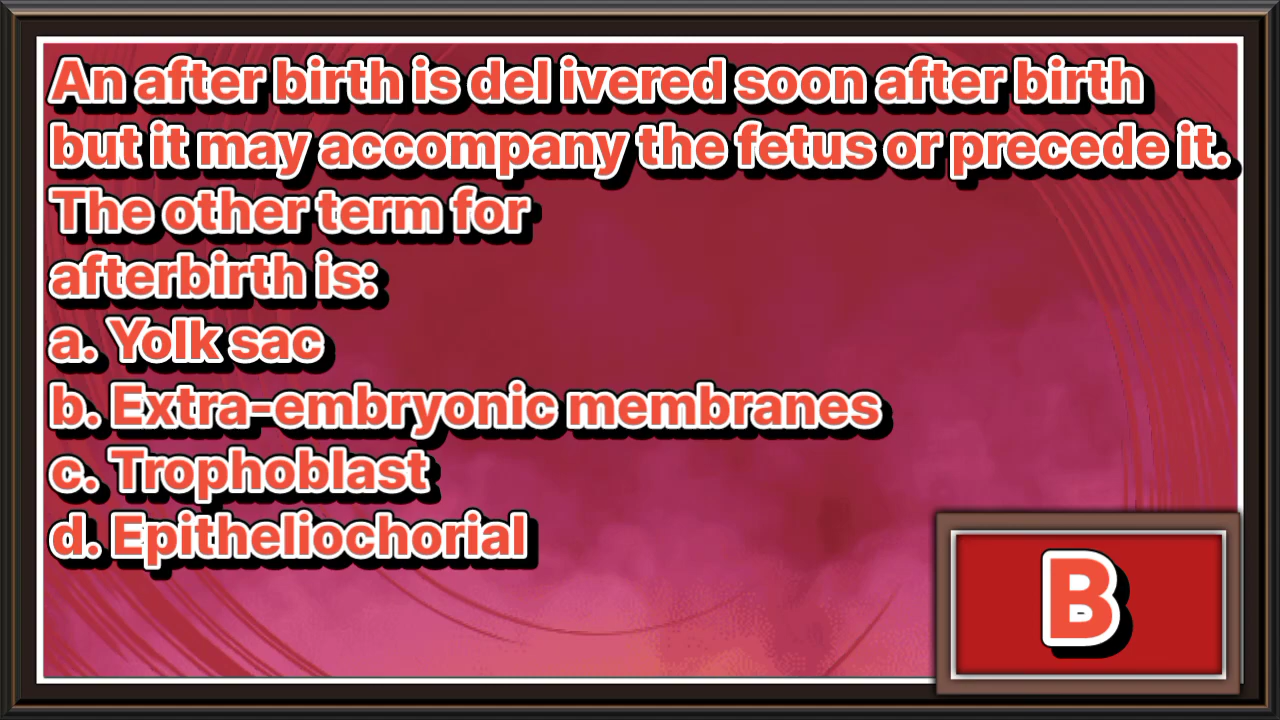 An after birth is del ivered soon after birth
but it may accompany the fetus or precede it.
The other term for
afterbirth is:
a. Yolk sac
b. Extra-embryonic membranes
c. Trophoblast
d. Epitheliochorial
B